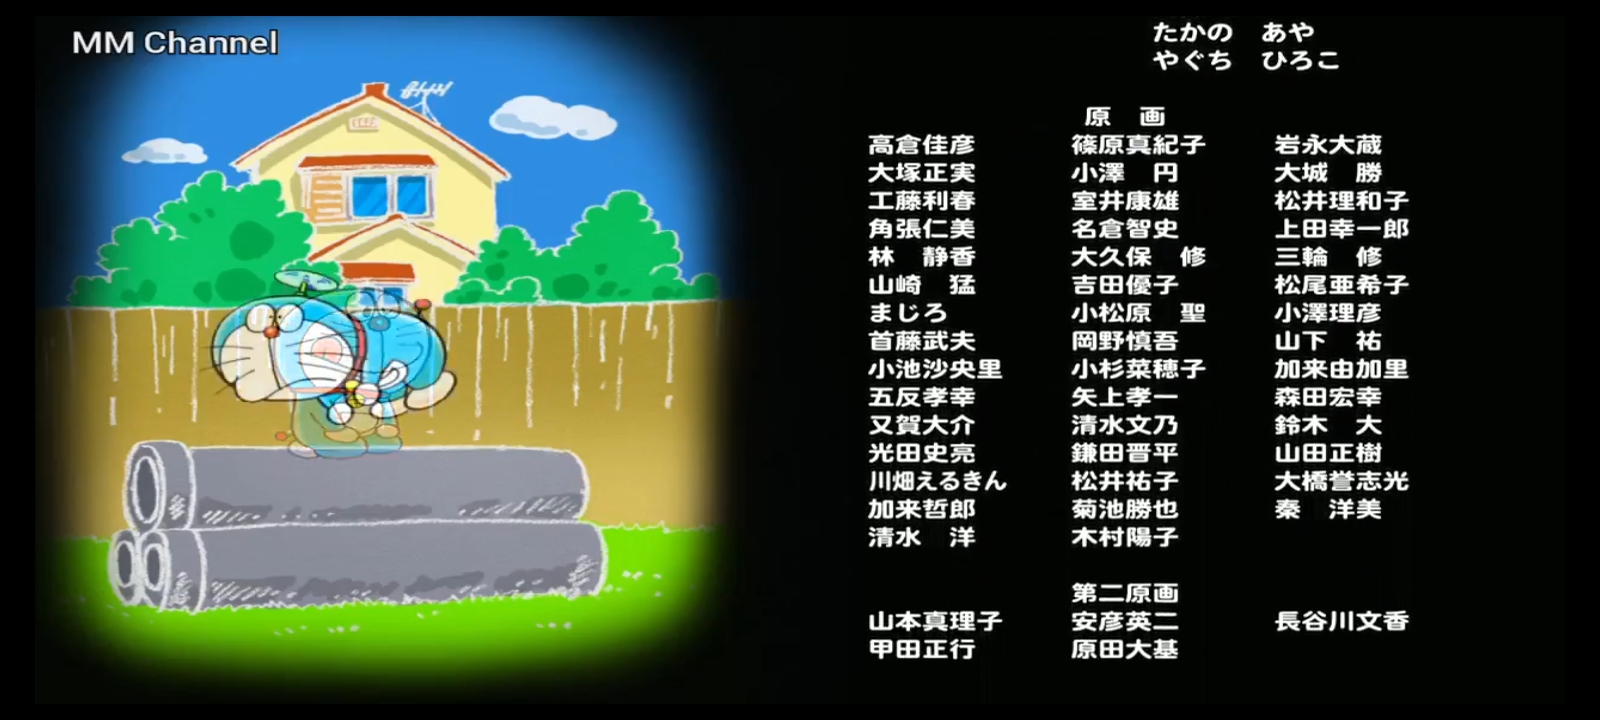 MM Channel
たかの　あや
やぐち　ひろこ
原　画
高倉佳彦　篠原真紀子　岩永大蔵
大塚正実　小澤　円　大城　勝
工藤利春　室井康雄　松井理和子
角張仁美　名倉智史　上田幸一郎
林　静香　大久保　修　三輪　修
山崎　猛　吉田優子　松尾亜希子
まじろ　小松原　聖　小澤理彦
首藤武夫　岡野慎吾　山下　祐
小池沙央里　小杉菜穂子　加来由加里
五反孝幸　矢上孝一　森田宏幸
又賀大介　清水文乃　鈴木　大
光田史亮　鎌田晋平　山田正樹
川畑えるきん　松井祐子　大橋誉志光
加来哲郎　菊池勝也　秦　洋美
清水　洋　木村陽子
第二原画
山本真理子　安彦英二　長谷川文香
甲田正行　原田大基